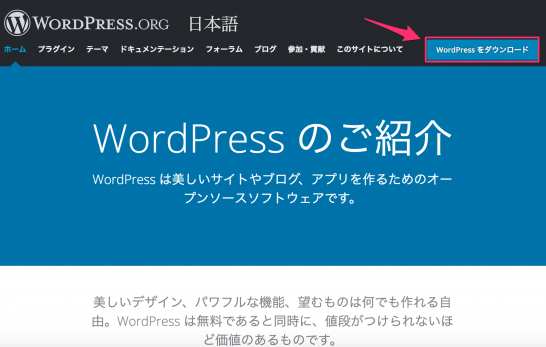 WORDPRESS.ORG 日本語
ホーム プラグイン テーマ ドキュメンテーション フォーラム ブログ 参加・貢献 このサイトについて WordPress をダウンロード
WordPress のご紹介
WordPress は美しいサイトやブログ、アプリを作るためのオー
プンソースソフトウェアです。
美しいデザイン、パワフルな機能、望むものは何でも作れる自
由。WordPress は無料であると同時に、値段がつけられないほ
ど価値のあるものです。